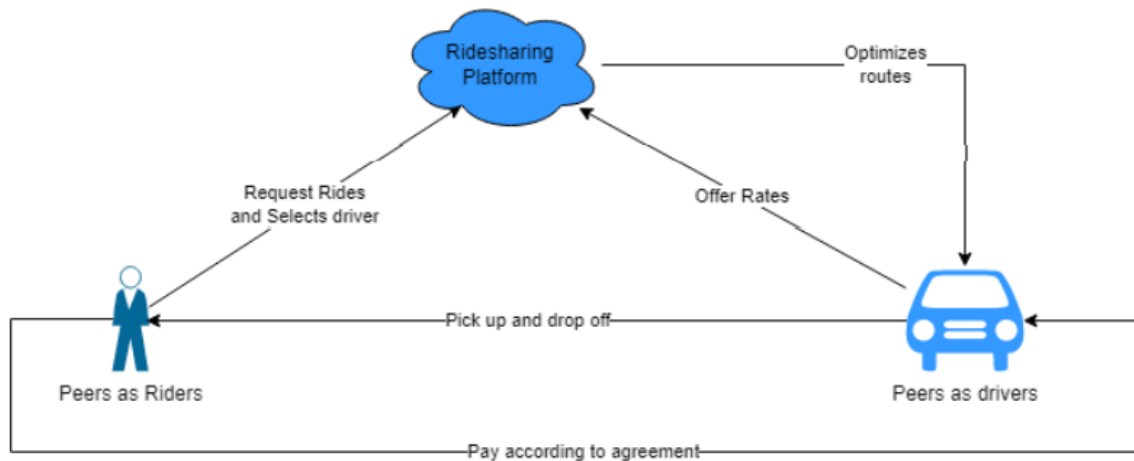 Ridesharing
Platform
Optimizes
routes
Request Rides
and Selects driver
Offer Rates
Pick up and drop off
Peers as Riders
Peers as drivers
Pay according to agreement